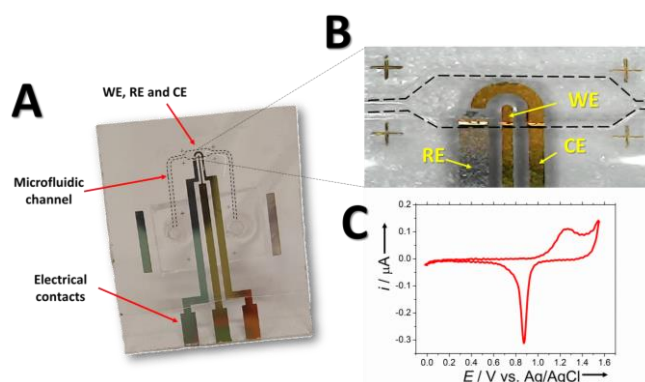 A
WE, RE and CE
Microfluidic
channel
Electrical
contacts
B
WE
RE
CE
C
0.2
0.1
0.0
-0.1
-0.2
-0.3
i / µA
0.0 0.2 0.4 0.6 0.8 1.0 1.2 1.4 1.6
E / V vs. Ag/AgCl